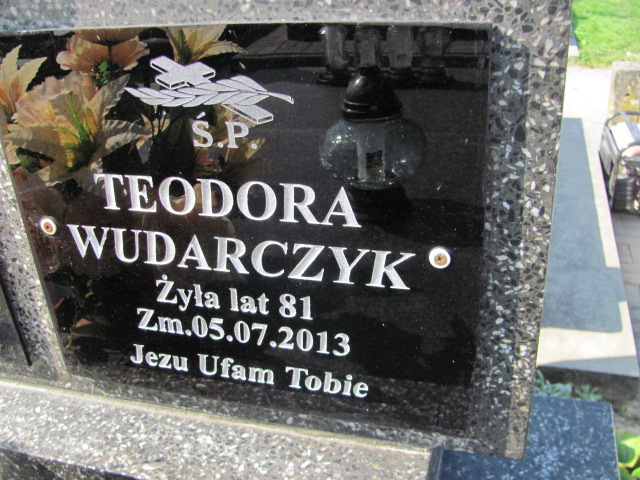 Ś.P.
TEODORA
WUDARCZYK
Żyła lat 81
Zm.05.07.2013
Jezu Ufam Tobie